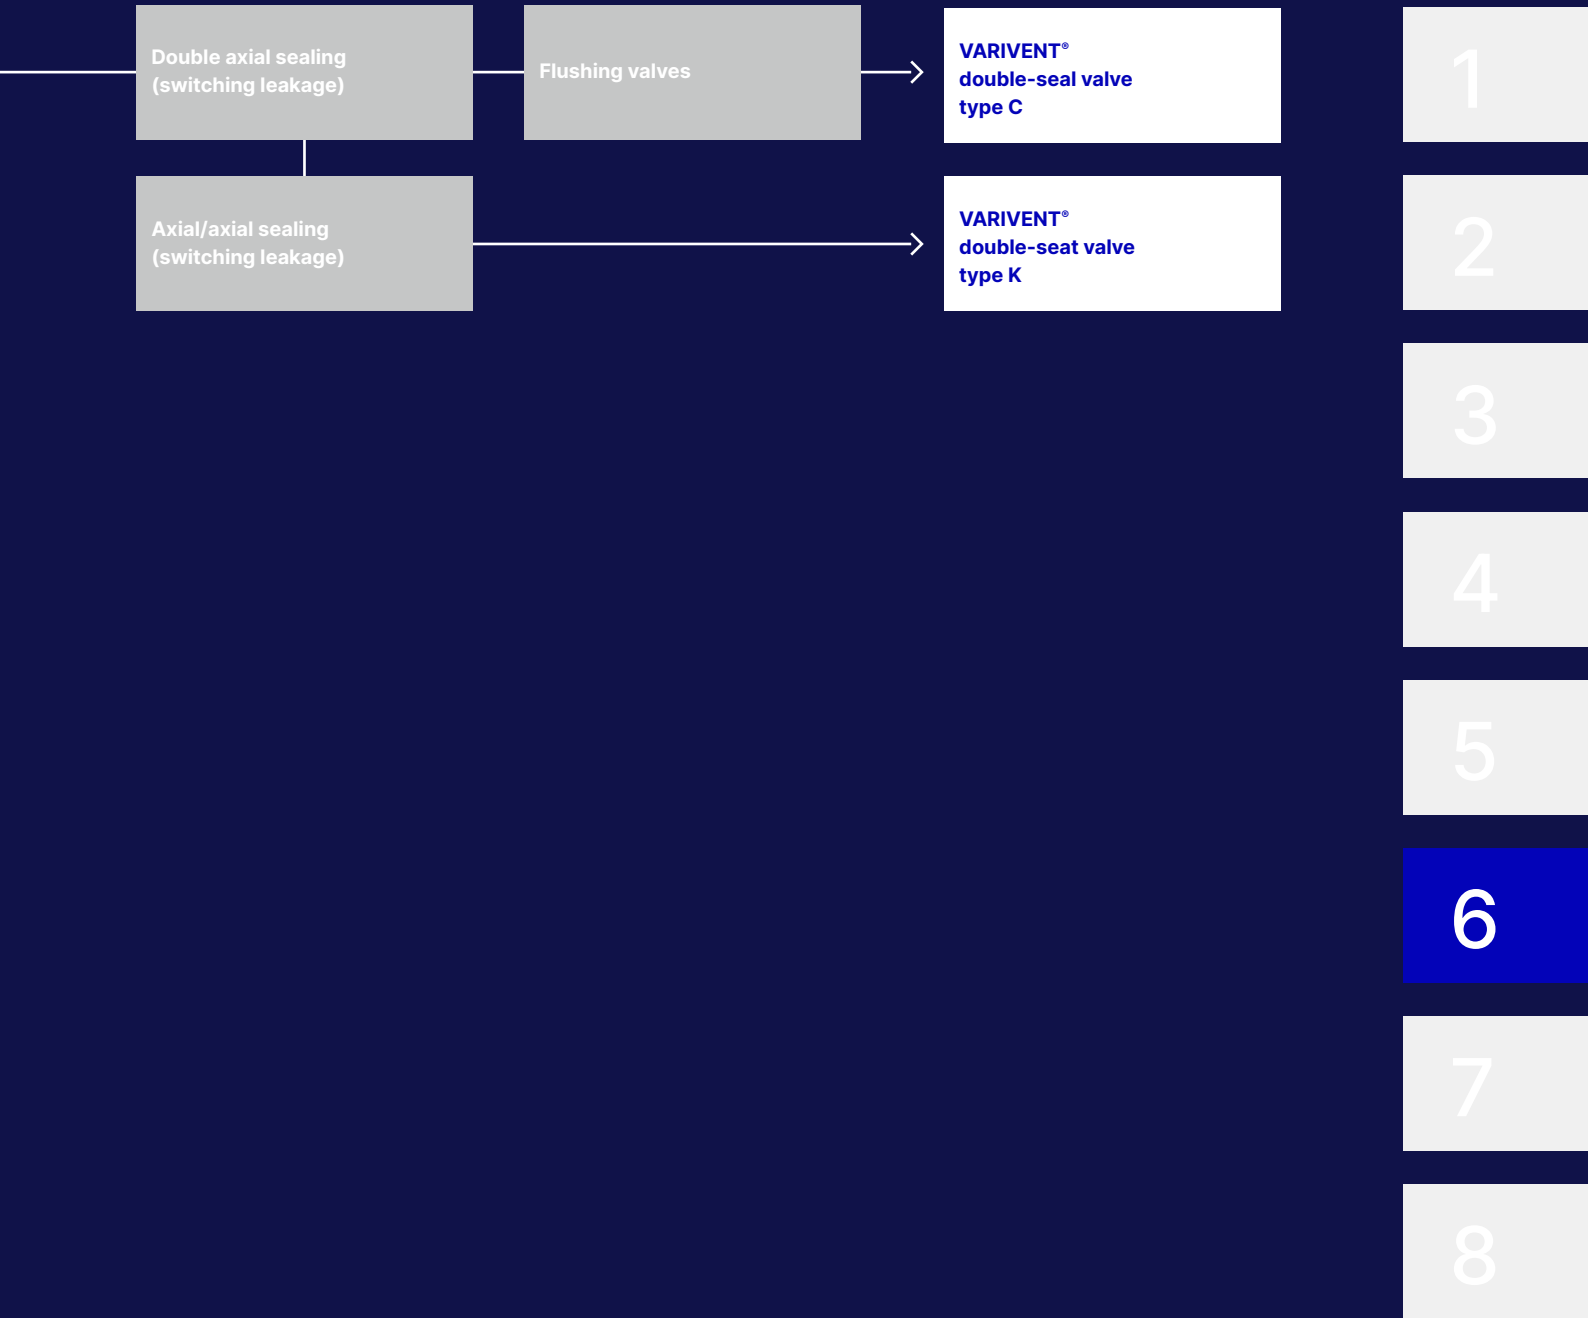 Double axial sealing
(switching leakage)
Flushing valves
VARIVENT®
double-seal valve
type C
Axial/axial sealing
(switching leakage)
VARIVENT®
double-seat valve
type K
1
2
3
4
5
6
7
8